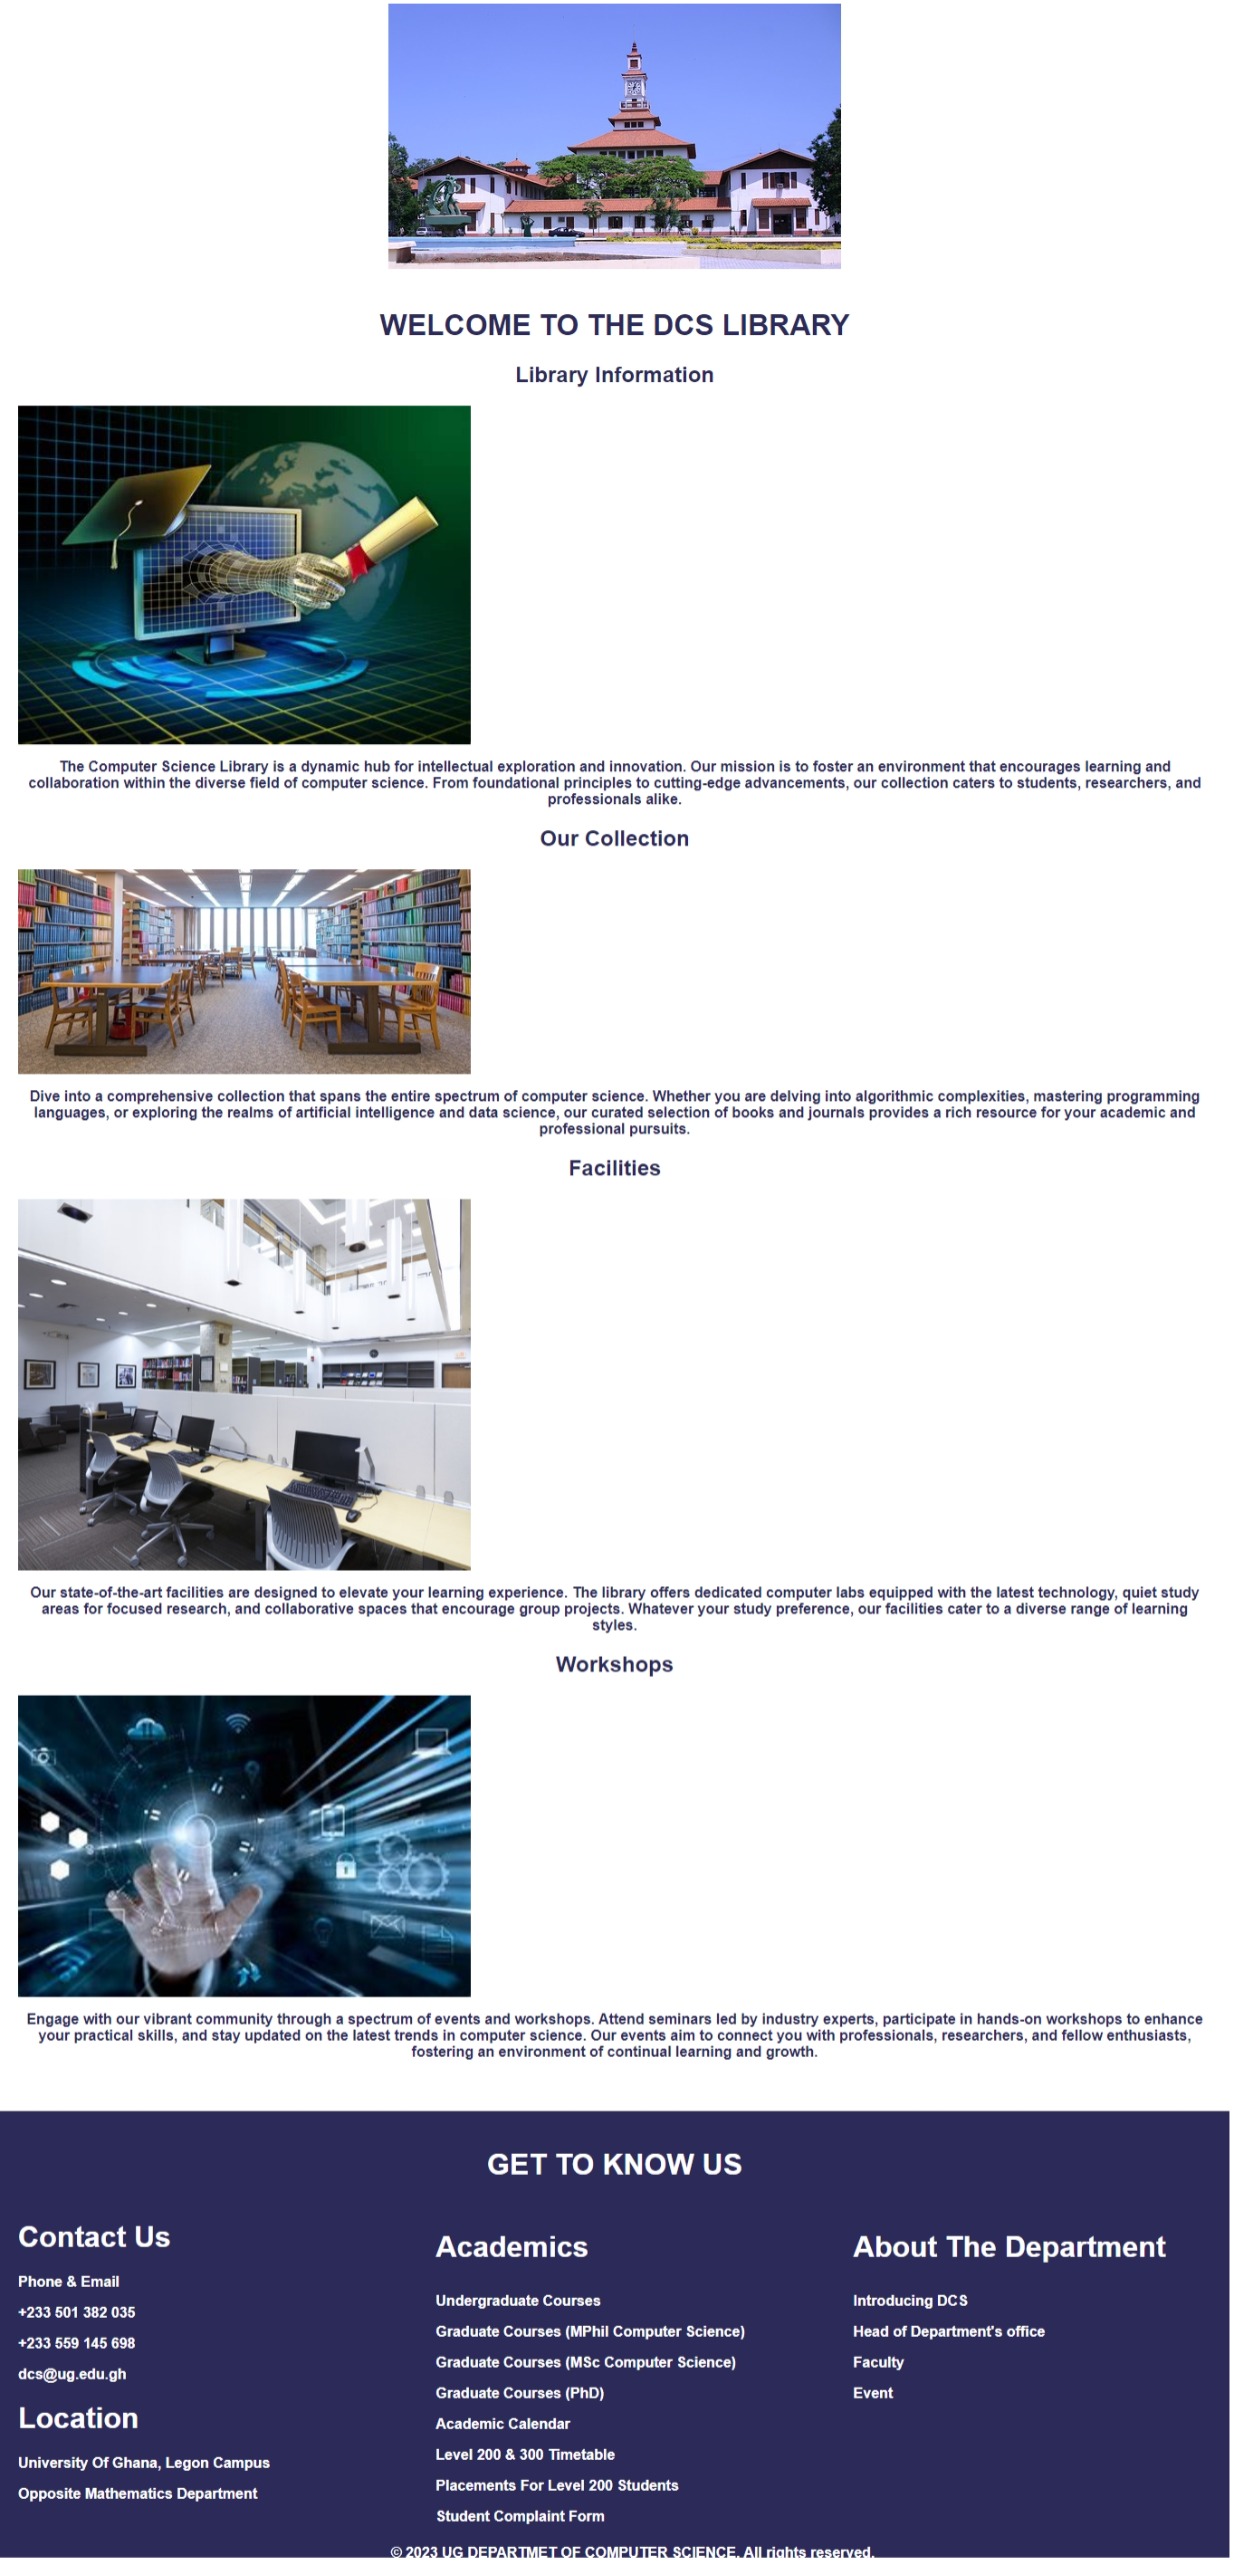 WELCOME TO THE DCS LIBRARY
Library Information
The Computer Science Library is a dynamic hub for intellectual exploration and innovation. Our mission is to foster an environment that encourages learning and
collaboration within the diverse field of computer science. From foundational principles to cutting-edge advancements, our collection caters to students, researchers, and
professionals alike.
Our Collection
Dive into a comprehensive collection that spans the entire spectrum of computer science. Whether you are delving into algorithmic complexities, mastering programming
languages, or exploring the realms of artificial intelligence and data science, our curated selection of books and journals provides a rich resource for your academic and
professional pursuits.
Facilities
Our state-of-the-art facilities are designed to elevate your learning experience. The library offers dedicated computer labs equipped with the latest technology, quiet study
areas for focused research, and collaborative spaces that encourage group projects. Whatever your study preference, our facilities cater to a diverse range of learning
styles.
Workshops
Engage with our vibrant community through a spectrum of events and workshops. Attend seminars led by industry experts, participate in hands-on workshops to enhance
your practical skills, and stay updated on the latest trends in computer science. Our events aim to connect you with professionals, researchers, and fellow enthusiasts,
fostering an environment of continual learning and growth.
GET TO KNOW US
Contact Us
Phone & Email
+233 501 382 035
+233 559 145 698
dcs@ug.edu.gh
Location
University Of Ghana, Legon Campus
Opposite Mathematics Department
Academics
Undergraduate Courses
Graduate Courses (MPhil Computer Science)
Graduate Courses (MSc Computer Science)
Graduate Courses (PhD)
Academic Calendar
Level 200 & 300 Timetable
Placements For Level 200 Students
Student Complaint Form
About The Department
Introducing DCS
Head of Department's office
Faculty
Event
© 2023 UG DEPARTMET OF COMPUTER SCIENCE. All rights reserved.